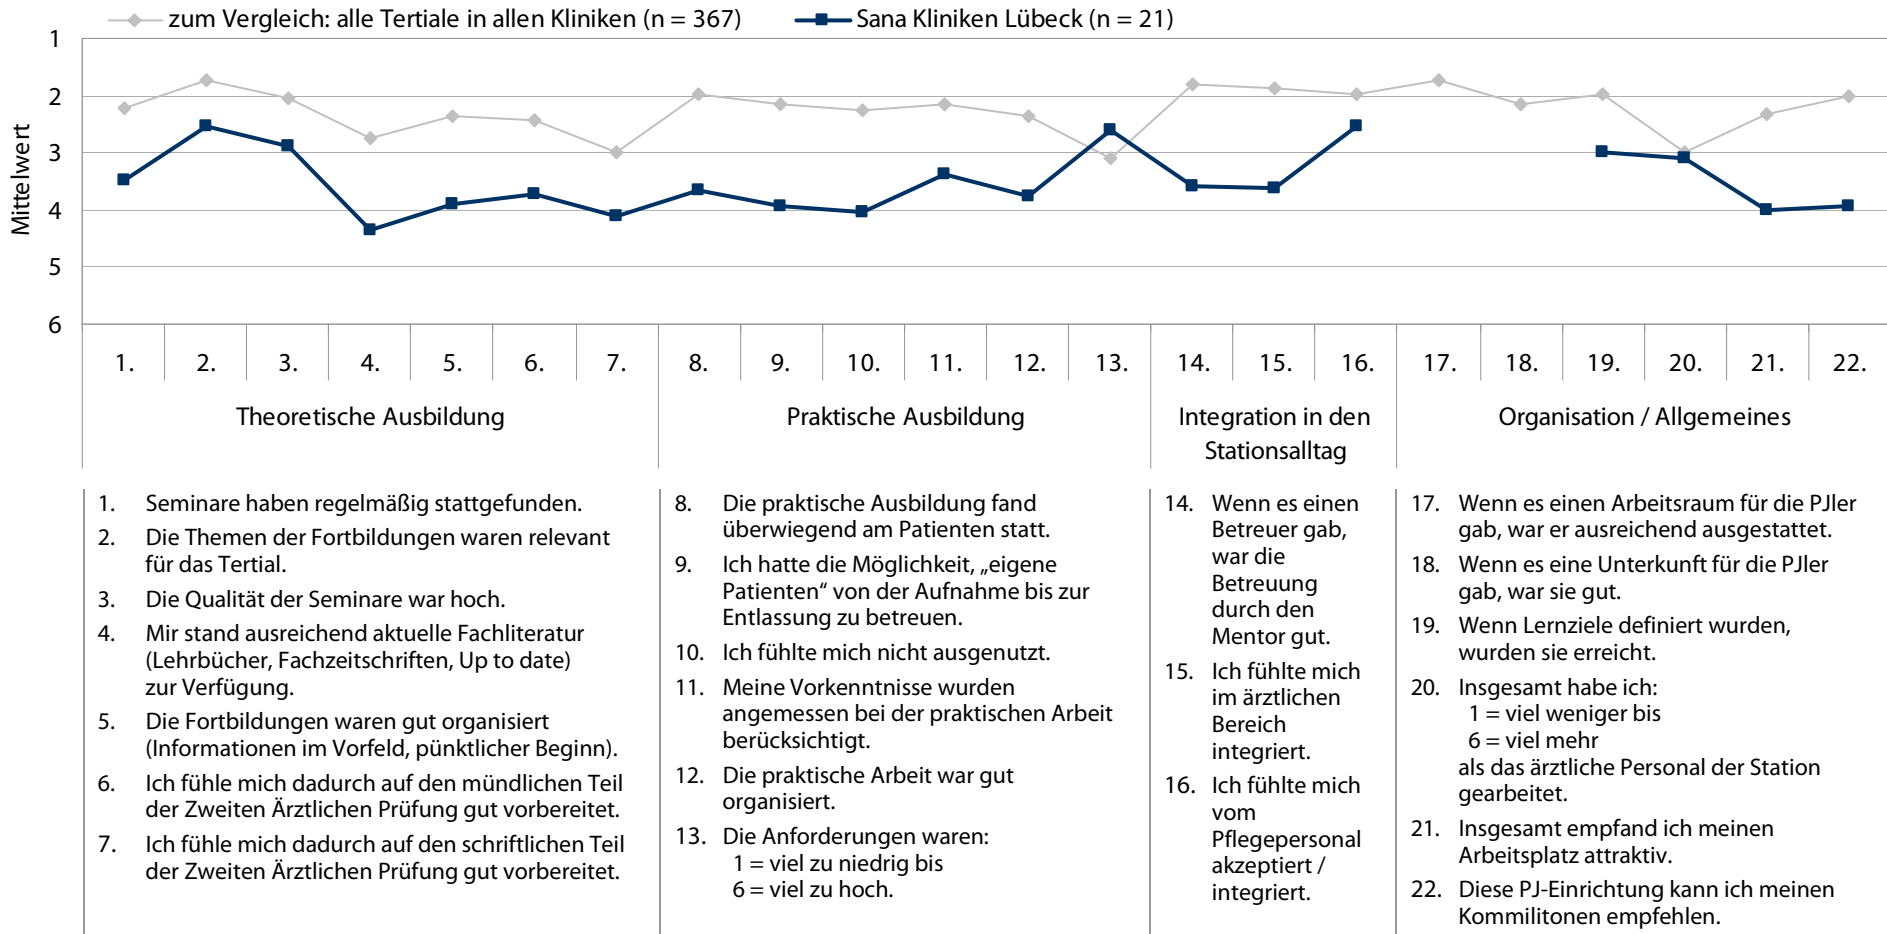 zum Vergleich: alle Tertiale in allen Kliniken (n = 367)
Sana Kliniken Lübeck (n = 21)
Mittelwert
1
2
3
4
5
6
1. 2. 3. 4. 5. 6. 7. 8. 9. 10. 11. 12. 13. 14. 15. 16. 17. 18. 19. 20. 21. 22.
Theoretische Ausbildung
Praktische Ausbildung
Integration in den
Stationsalltag
Organisation / Allgemeines
1. Seminare haben regelmäßig stattgefunden.
2. Die Themen der Fortbildungen waren relevant
für das Tertial.
3. Die Qualität der Seminare war hoch.
4. Mir stand ausreichend aktuelle Fachliteratur
(Lehrbücher, Fachzeitschriften, Up to date)
zur Verfügung.
5. Die Fortbildungen waren gut organisiert
(Informationen im Vorfeld, pünktlicher Beginn).
6. Ich fühle mich dadurch auf den mündlichen Teil
der Zweiten Ärztlichen Prüfung gut vorbereitet.
7. Ich fühle mich dadurch auf den schriftlichen Teil
der Zweiten Ärztlichen Prüfung gut vorbereitet.
8. Die praktische Ausbildung fand
überwiegend am Patienten statt.
9. Ich hatte die Möglichkeit, „eigene
Patienten“ von der Aufnahme bis zur
Entlassung zu betreuen.
10. Ich fühlte mich nicht ausgenutzt.
11. Meine Vorkenntnisse wurden
angemessen bei der praktischen Arbeit
berücksichtigt.
12. Die praktische Arbeit war gut
organisiert.
13. Die Anforderungen waren:
1 = viel zu niedrig bis
6 = viel zu hoch.
14. Wenn es einen
Betreuer gab,
war die
Betreuung
durch den
Mentor gut.
15. Ich fühlte mich
im ärztlichen
Bereich
integriert.
16. Ich fühlte mich
vom
Pflegepersonal
akzeptiert /
integriert.
17. Wenn es einen Arbeitsraum für die PJler
gab, war er ausreichend ausgestattet.
18. Wenn es eine Unterkunft für die PJler
gab, war sie gut.
19. Wenn Lernziele definiert wurden,
wurden sie erreicht.
20. Insgesamt habe ich:
1 = viel weniger bis
6 = viel mehr
als das ärztliche Personal der Station
gearbeitet.
21. Insgesamt empfand ich meinen
Arbeitsplatz attraktiv.
22. Diese PJ-Einrichtung kann ich meinen
Kommilitonen empfehlen.